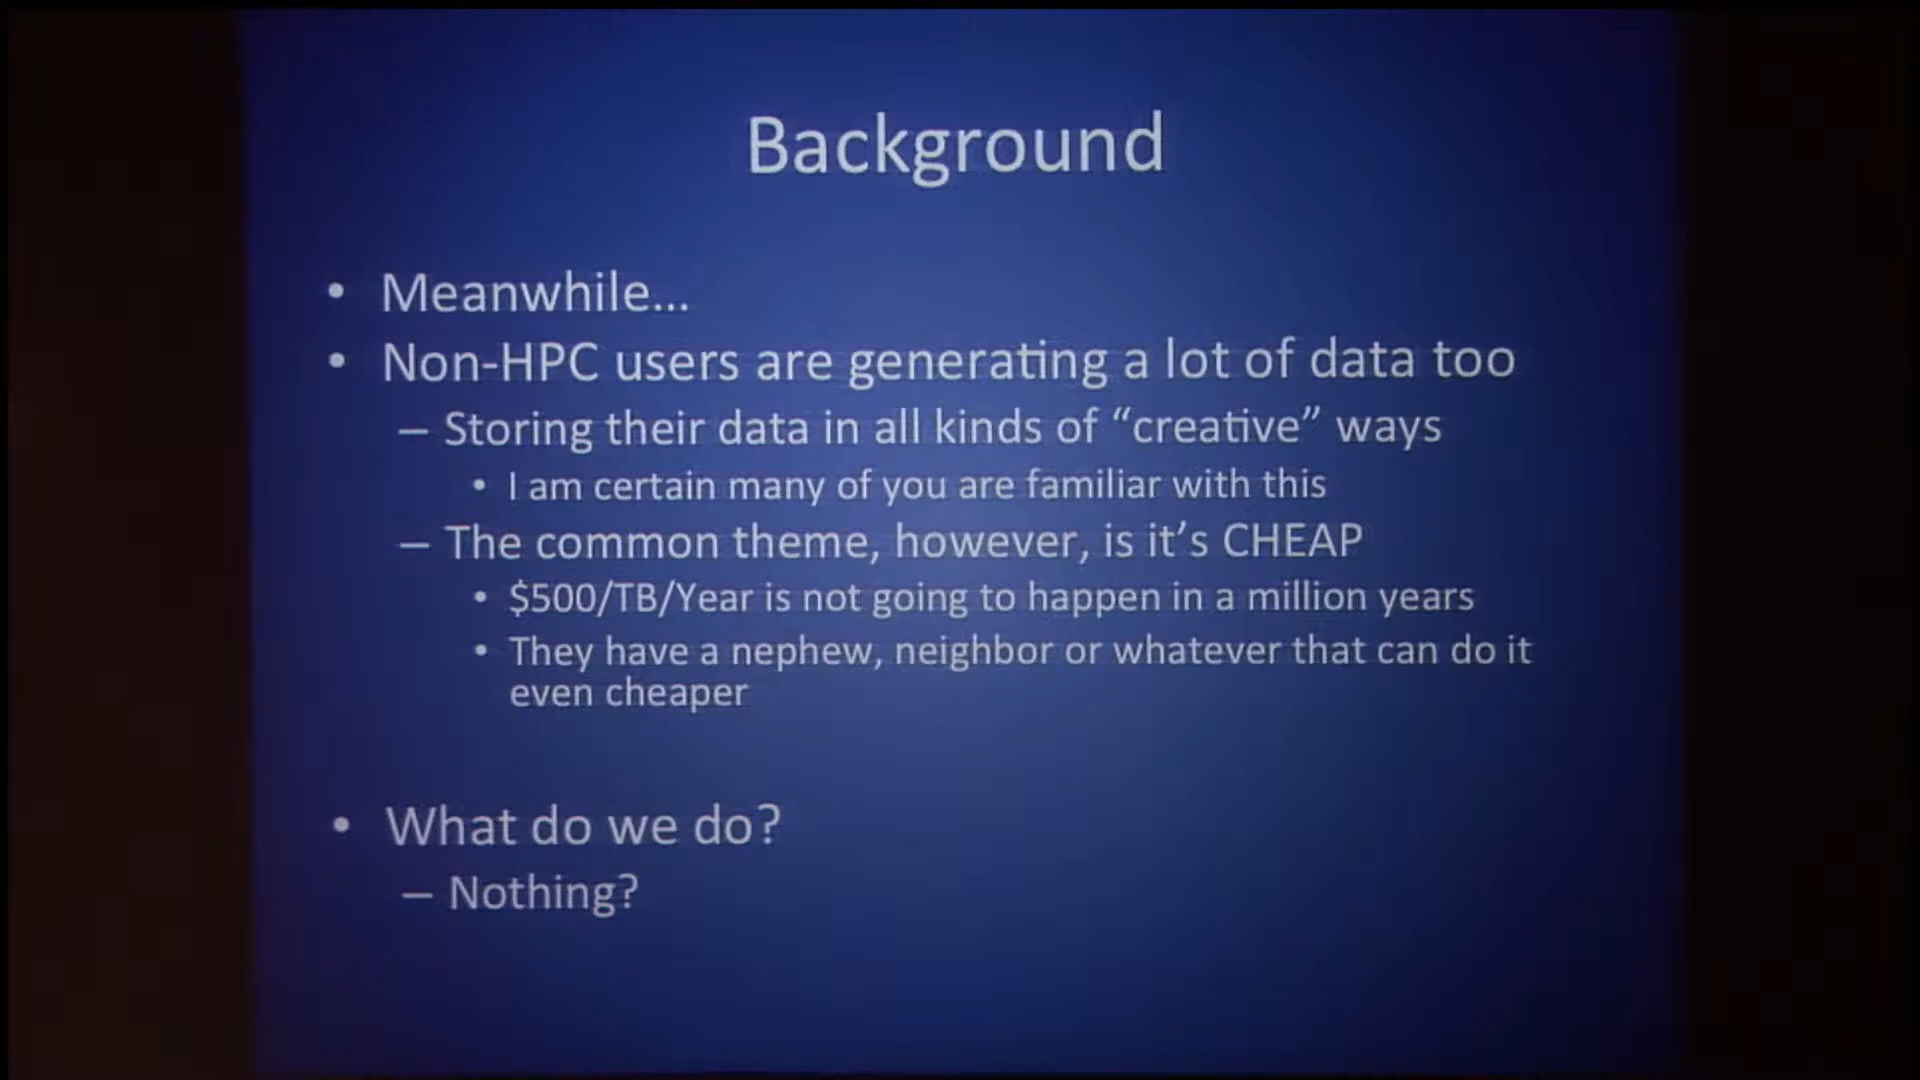 Background
• Meanwhile...
• Non-HPC users are generating a lot of data too
– Storing their data in all kinds of “creative” ways
• I am certain many of you are familiar with this
– The common theme, however, is it’s CHEAP
• $500/TB/Year is not going to happen in a million years
• They have a nephew, neighbor or whatever that can do it
even cheaper
• What do we do?
– Nothing?